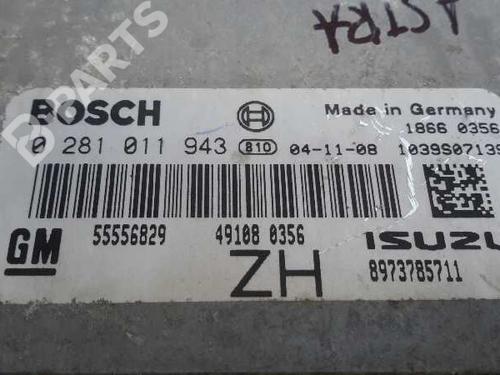 ASTRA
B PARTS
BOSCH
Made in Germany
1866 0356
0 281 011 943 810 04-11-08 1039S07139
GM 55556829 49108 0356 ISUZU
ZH 8973785711